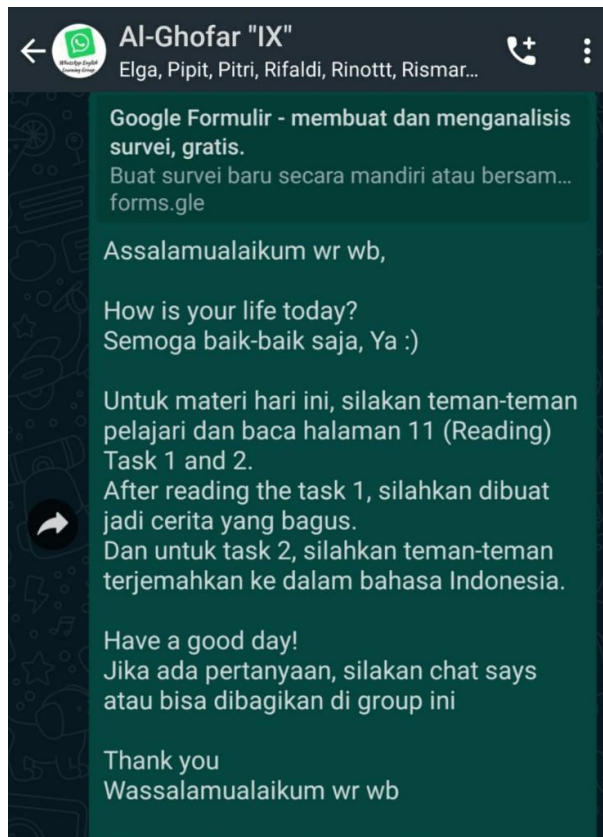 Al-Ghofar "IX"
Elga, Pipit, Pitri, Rifaldi, Rinottt, Rismar...
WhatsApp English
Learning Group
Google Formulir - membuat dan menganalisis
survei, gratis.
Buat survei baru secara mandiri atau bersam...
forms.gle
Assalamualaikum wr wb,
How is your life today?
Semoga baik-baik saja, Ya :)
Untuk materi hari ini, silakan teman-teman
pelajari dan baca halaman 11 (Reading)
Task 1 and 2.
After reading the task 1, silahkan dibuat
jadi cerita yang bagus.
Dan untuk task 2, silahkan teman-teman
terjemahkan ke dalam bahasa Indonesia.
Have a good day!
Jika ada pertanyaan, silakan chat says
atau bisa dibagikan di group ini
Thank you
Wassalamualaikum wr wb